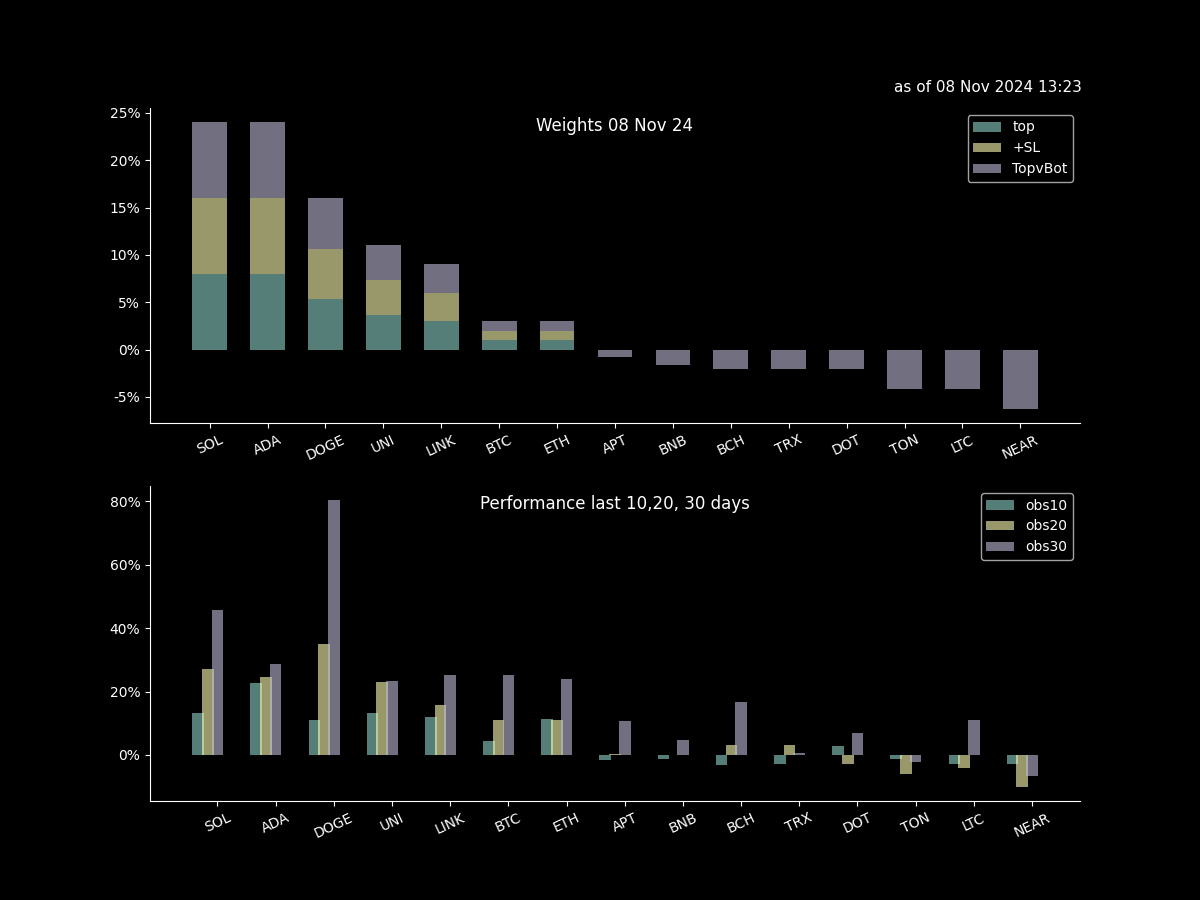 as of 08 Nov 2024 13:23
Weights 08 Nov 24
top
+SL
TopvBot
25%
20%
15%
10%
5%
0%
-5%
SOL ADA DOGE UNI LINK BTC ETH APT BNB BCH TRX DOT TON LTC NEAR
Performance last 10,20, 30 days
obs10
obs20
obs30
80%
60%
40%
20%
0%
SOL ADA DOGE UNI LINK BTC ETH APT BNB BCH TRX DOT TON LTC NEAR